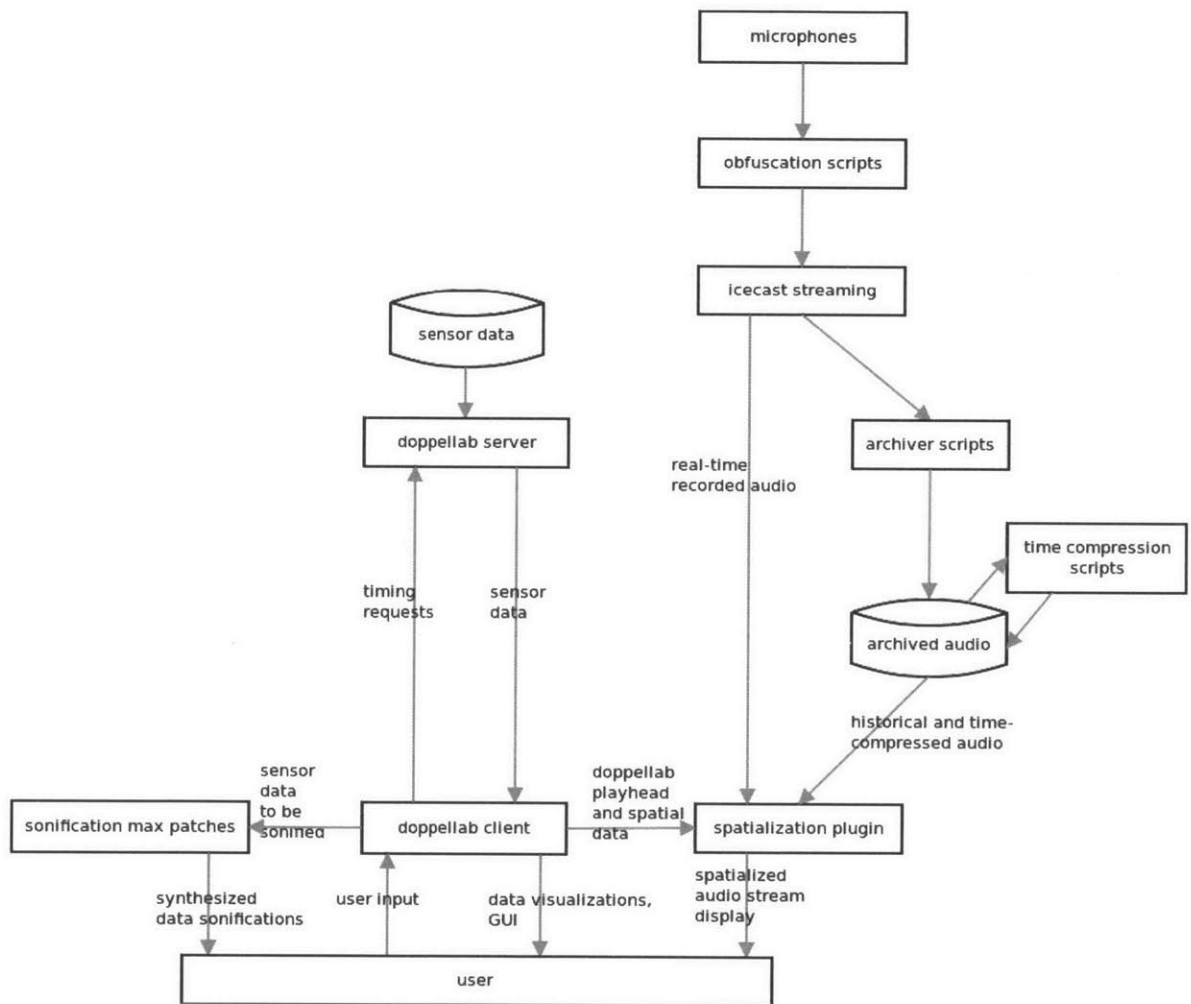 microphones
obfuscation scripts
icecast streaming
sensor data
doppellab server
archiver scripts
real-time
recorded audio
time compression
scripts
timing
requests
sensor
data
archived audio
historical and time-
compressed audio
sensor
data
to be
sonified
doppellab
playhead
and spatial
data
sonification max patches
doppellab client
spatialization plugin
synthesized
data sonifications
user input
data visualizations,
GUI
spatialized
audio stream
display
user